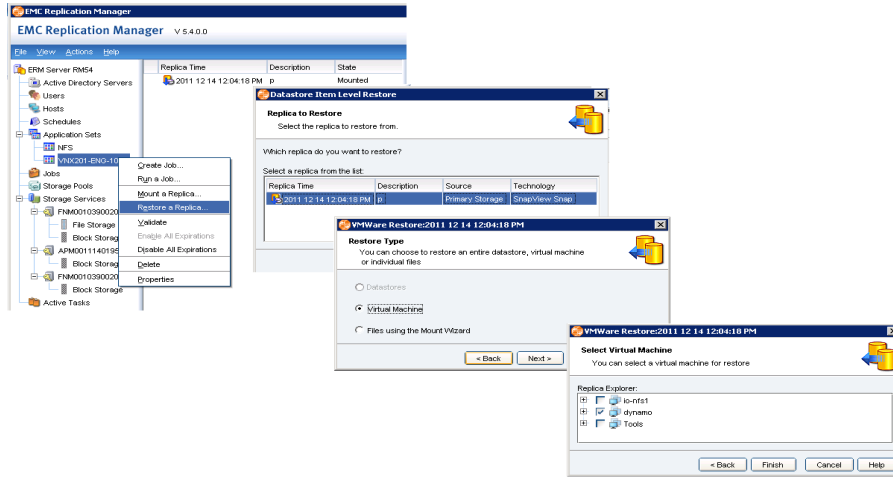 EMC Replication Manager
EMC Replication Manager V 5.4.0.0
File View Actions Help
ERM Server RM54
Active Directory Servers
Users
Hosts
Schedules
Application Sets
NFS
VNX201-ENG-10
Jobs
Storage Pools
Storage Services
FNM0010390020
File Storage
Block Storag
APM0011140195
Block Storag
FNM0010390020
Block Storage
Active Tasks
Replica Time Description State
2011 12 14 12:04:18 PM p Mounted
Create Job...
Run a Job...
Mount a Replica...
Restore a Replica...
Validate
Enable All Expirations
Disable All Expirations
Delete
Properties
Datastore Item Level Restore
Replica to Restore
Select the replica to restore from.
Which replica do you want to restore?
Select a replica from the list:
Replica Time Description Source Technology
2011 12 14 12:04:18 PM p Primary Storage SnapView Snap
VMWare Restore:2011 12 14 12:04:18 PM
Restore Type
You can choose to restore an entire datastore, virtual machine
or individual files
Datastores
Virtual Machine
Files using the Mount Wizard
< Back Next >
VMWare Restore:2011 12 14 12:04:18 PM
Select Virtual Machine
You can select a virtual machine for restore
Replica Explorer:
io-nfs1
dynamo
Tools
< Back Finish Cancel Help